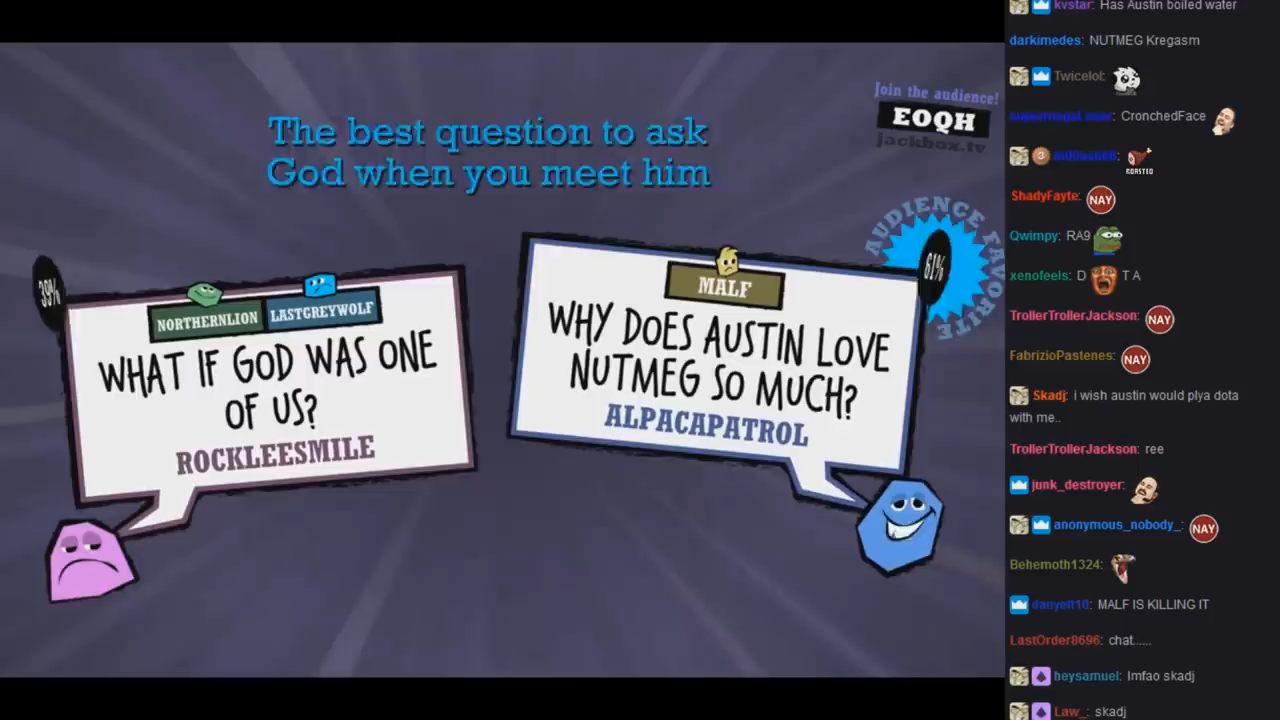 The best question to ask
God when you meet him
Join the audience!
EOQH
jackbox.tv
AUDIENCE FAVORITE
39%
NORTHERNLION LASTGREYWOLF
WHAT IF GOD WAS ONE
OF US?
ROCKLEESMILE
61%
MALF
WHY DOES AUSTIN LOVE
NUTMEG SO MUCH?
ALPACAPATROL
kvstar: Has Austin boiled water
darkimedes: NUTMEG Kregasm
Twicelol:
CronchedFace
ROASTED
ShadyFayte: NAY
Qwimpy: RA9
xenofeels: D T A
TrollerTrollerJackson: NAY
FabrizioPastenes: NAY
Skadj: i wish austin would plya dota
with me..
TrollerTrollerJackson: ree
junk_destroyer:
anonymous_nobody_: NAY
Behemoth1324:
danyell10: MALF IS KILLING IT
LastOrder8696: chat.....
heysamuel: lmfao skadj
Law_: skadj